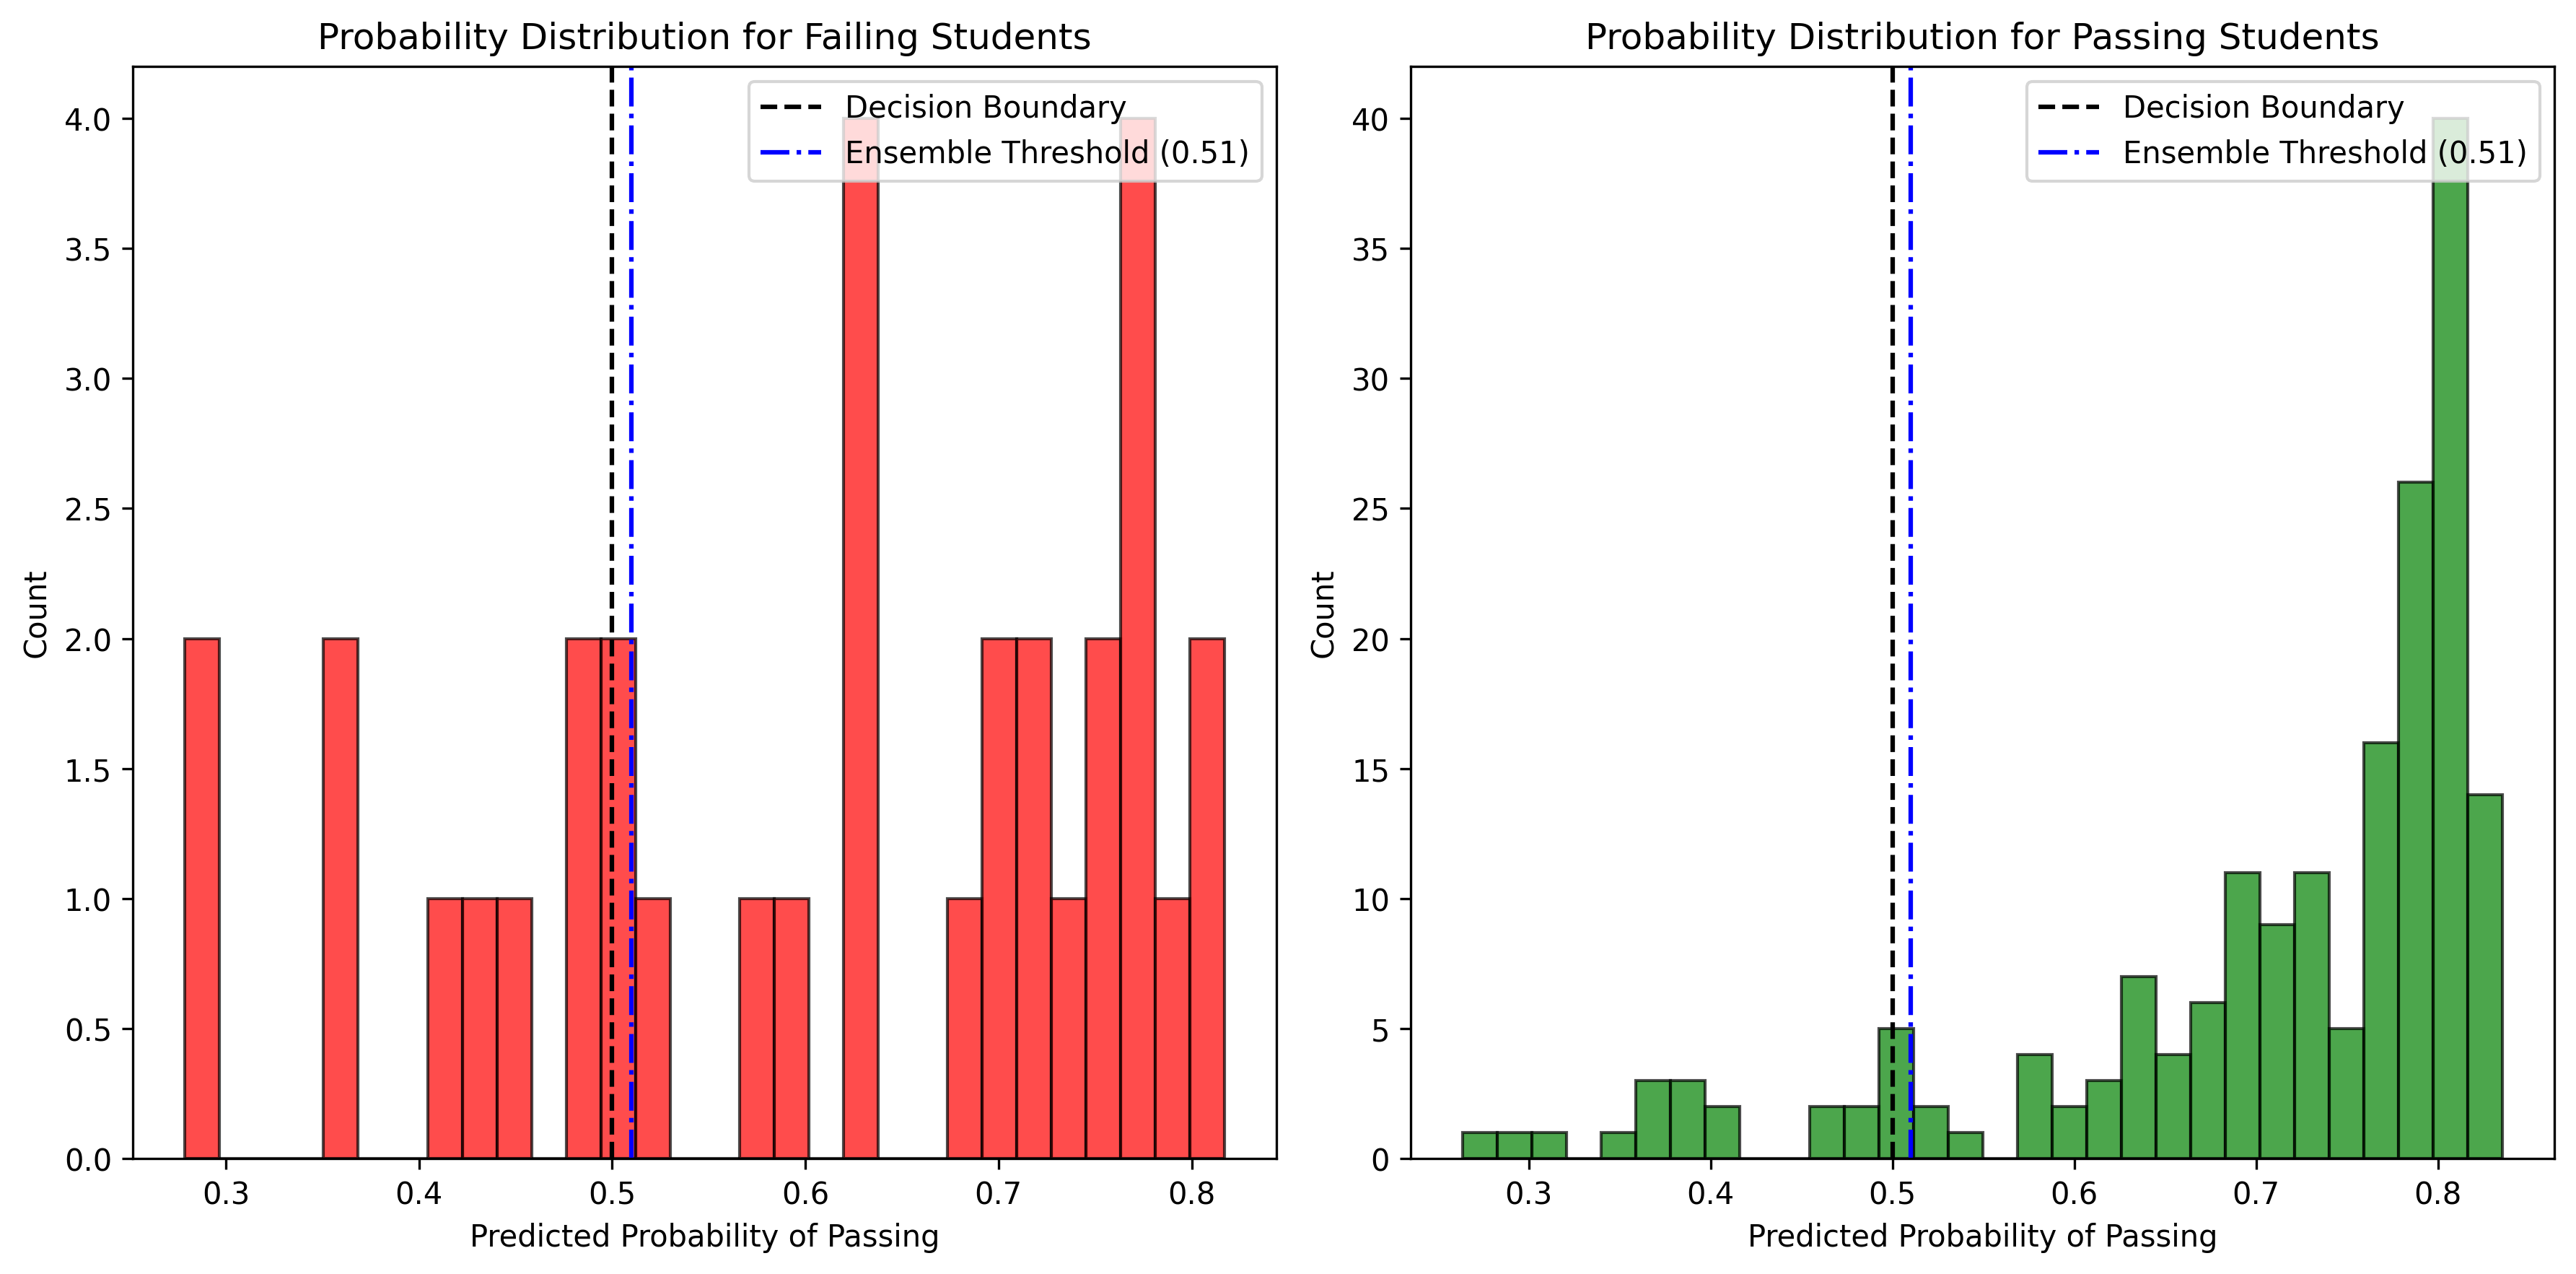 Probability Distribution for Failing Students
Decision Boundary
Ensemble Threshold (0.51)
4.0
3.5
3.0
2.5
2.0
1.5
1.0
0.5
0.0
Count
0.3 0.4 0.5 0.6 0.7 0.8
Predicted Probability of Passing
Probability Distribution for Passing Students
Decision Boundary
Ensemble Threshold (0.51)
40
35
30
25
20
15
10
5
0
Count
0.3 0.4 0.5 0.6 0.7 0.8
Predicted Probability of Passing